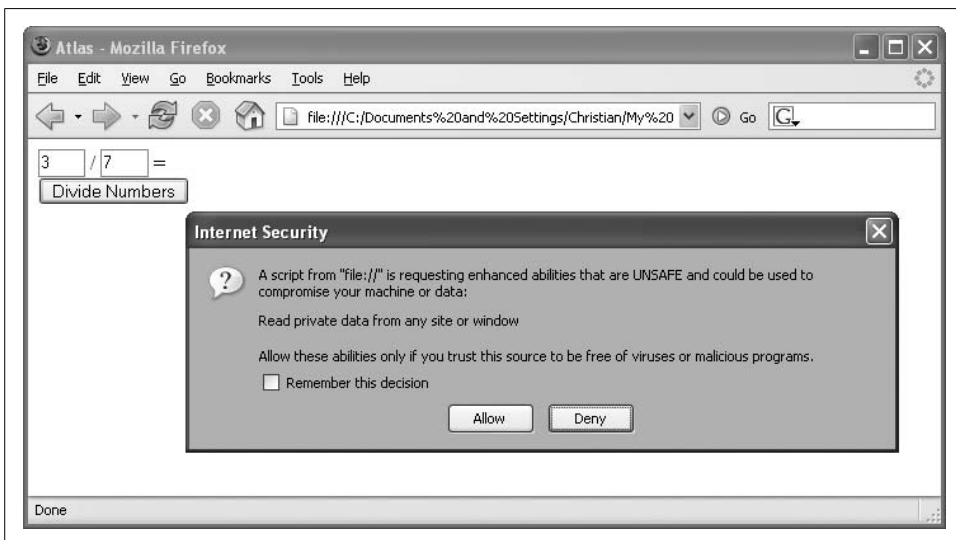 Atlas - Mozilla Firefox
File Edit View Go Bookmarks Tools Help
file:///C:/Documents%20and%20Settings/Christian/My%20 Go G
3 / 7 =
Divide Numbers
Internet Security
? A script from "file://" is requesting enhanced abilities that are UNSAFE and could be used to
compromise your machine or data:
Read private data from any site or window
Allow these abilities only if you trust this source to be free of viruses or malicious programs.
Remember this decision
Allow Deny
Done